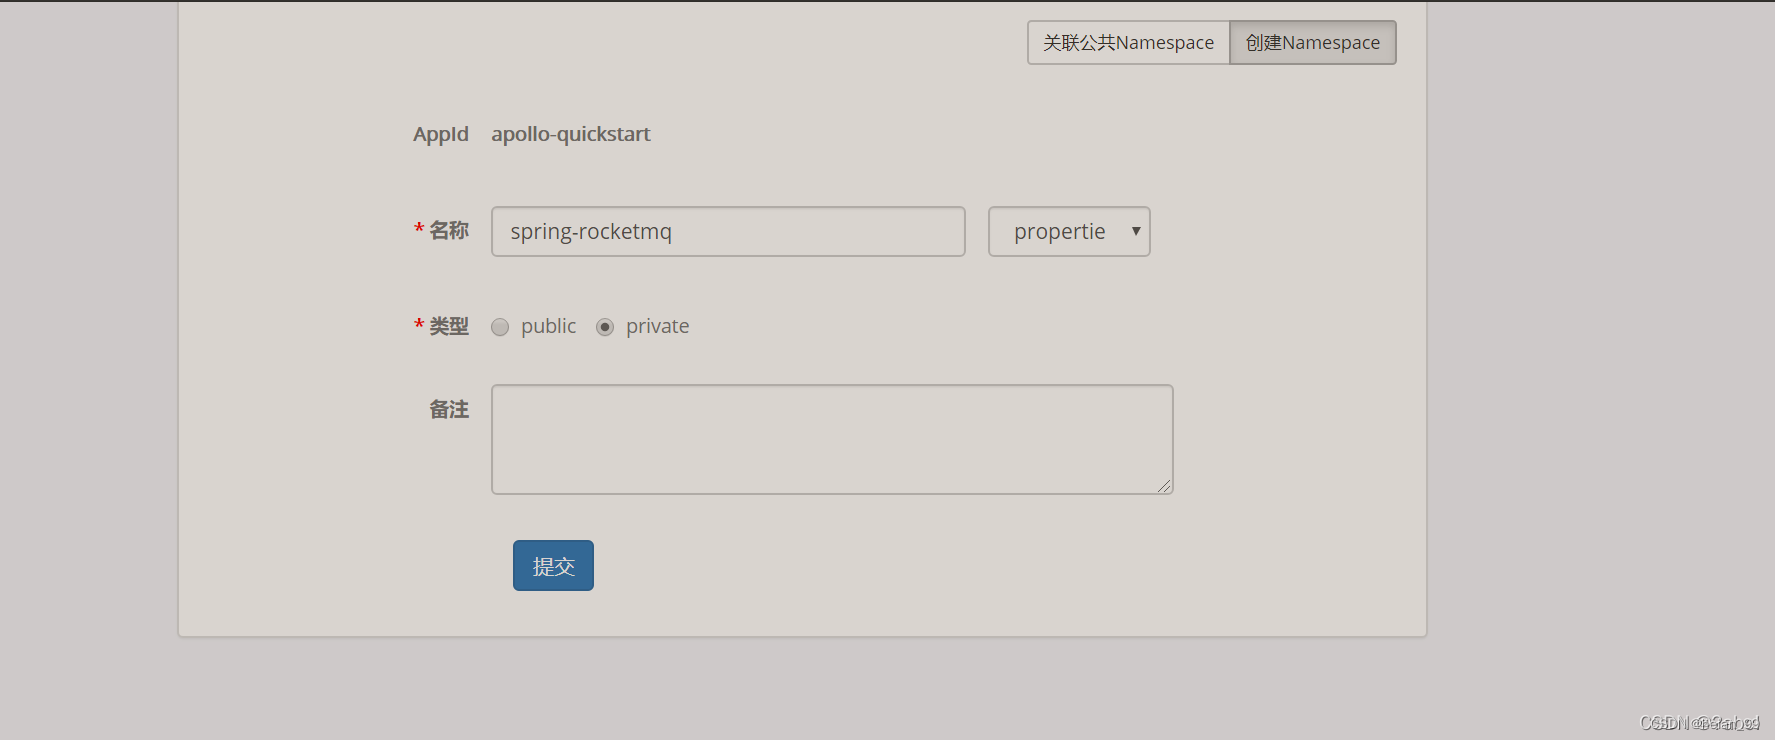 关联公共Namespace 创建Namespace
AppId apollo-quickstart
* 名称 spring-rocketmq propertie
* 类型 public private
备注
提交